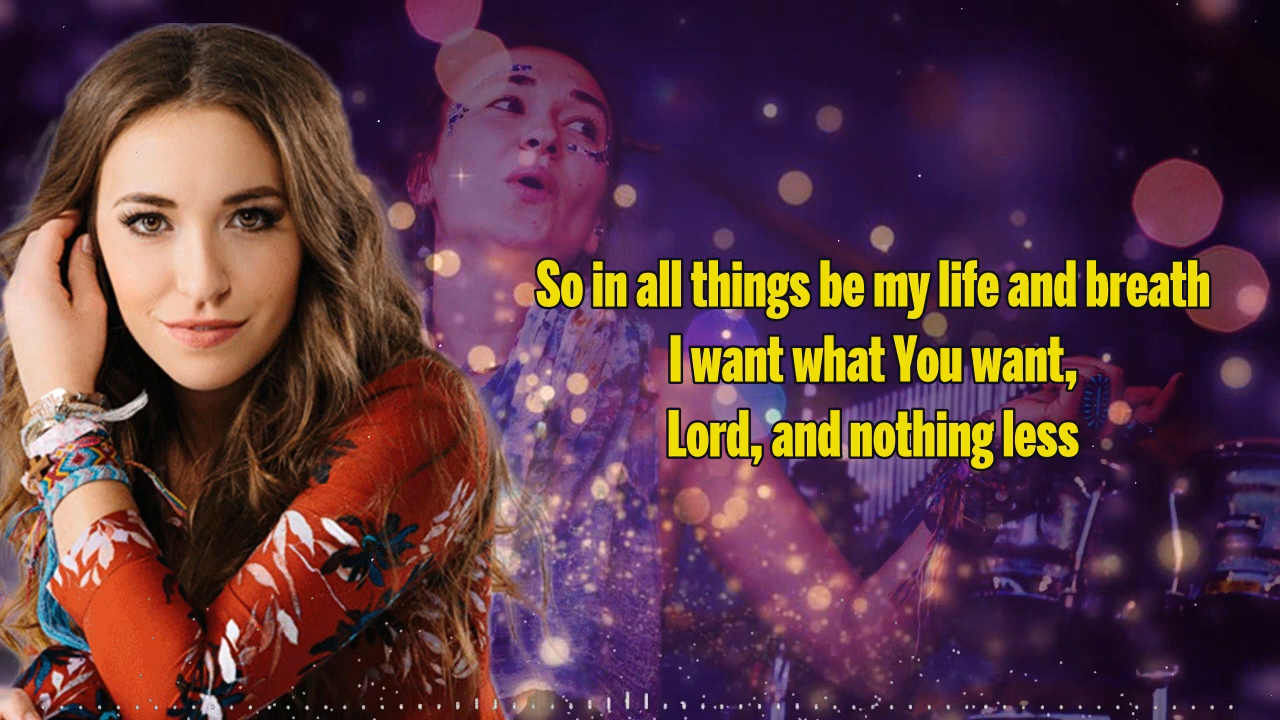 So in all things be my life and breath
I want what You want,
Lord, and nothing less